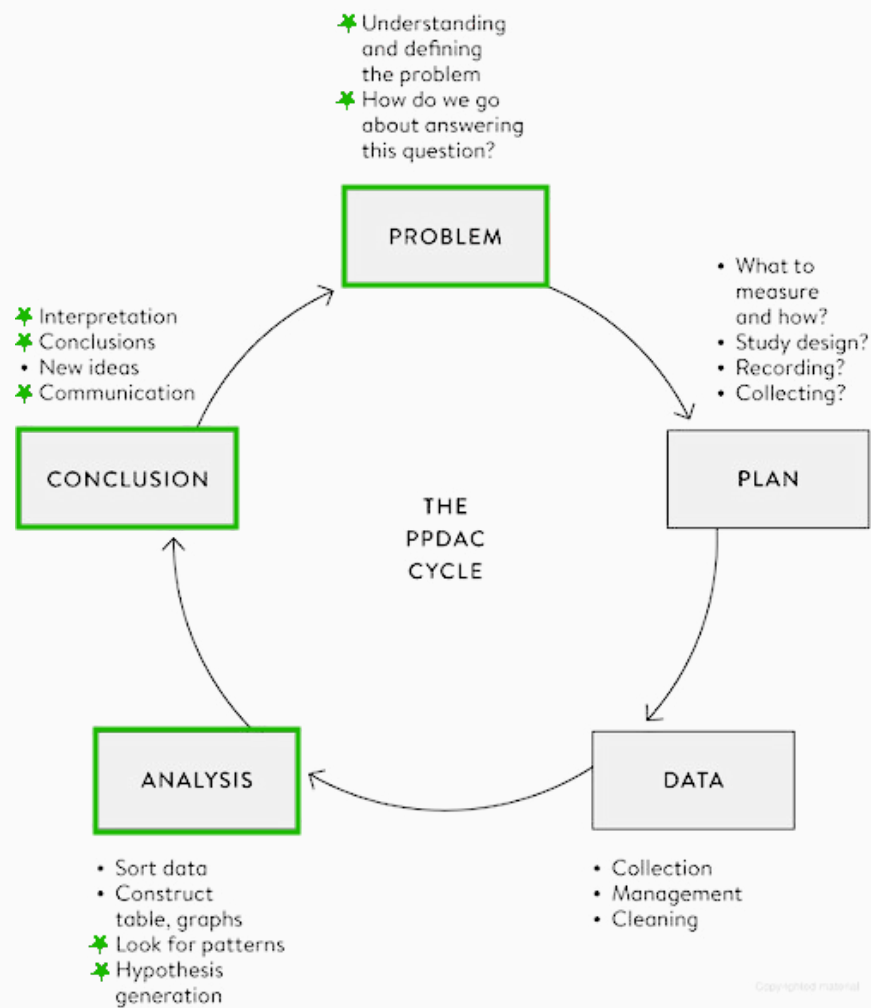 Understanding
and defining
the problem
How do we go
about answering
this question?
PROBLEM
• What to
measure
and how?
• Study design?
• Recording?
• Collecting?
PLAN
Interpretation
Conclusions
• New ideas
Communication
CONCLUSION
THE
PPDAC
CYCLE
ANALYSIS
• Sort data
• Construct
table, graphs
Look for patterns
Hypothesis
generation
DATA
• Collection
• Management
• Cleaning
Copyrighted material